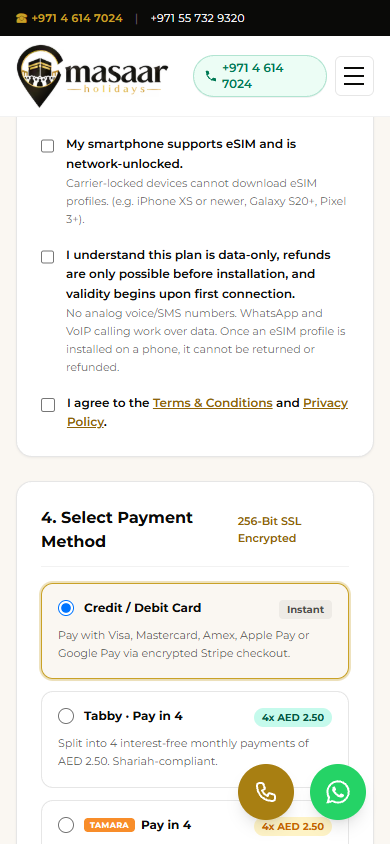 ☎ +971 4 614 7024 | +971 55 732 9320
masaar
holidays
+971 4 614
7024
My smartphone supports eSIM and is
network-unlocked.
Carrier-locked devices cannot download eSIM
profiles. (e.g. iPhone XS or newer, Galaxy S20+, Pixel
3+).
I understand this plan is data-only, refunds
are only possible before installation, and
validity begins upon first connection.
No analog voice/SMS numbers. WhatsApp and
VoIP calling work over data. Once an eSIM profile is
installed on a phone, it cannot be returned or
refunded.
I agree to the Terms & Conditions and Privacy
Policy.
4. Select Payment
Method
256-Bit SSL
Encrypted
Credit / Debit Card
Instant
Pay with Visa, Mastercard, Amex, Apple Pay or
Google Pay via encrypted Stripe checkout.
Tabby · Pay in 4
4x AED 2.50
Split into 4 interest-free monthly payments of
AED 2.50. Shariah-compliant.
TAMARA Pay in 4
4x AED 2.50